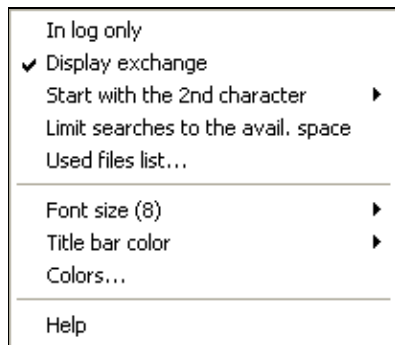 In log only
Display exchange
Start with the 2nd character
Limit searches to the avail. space
Used files list...
Font size (8)
Title bar color
Colors...
Help